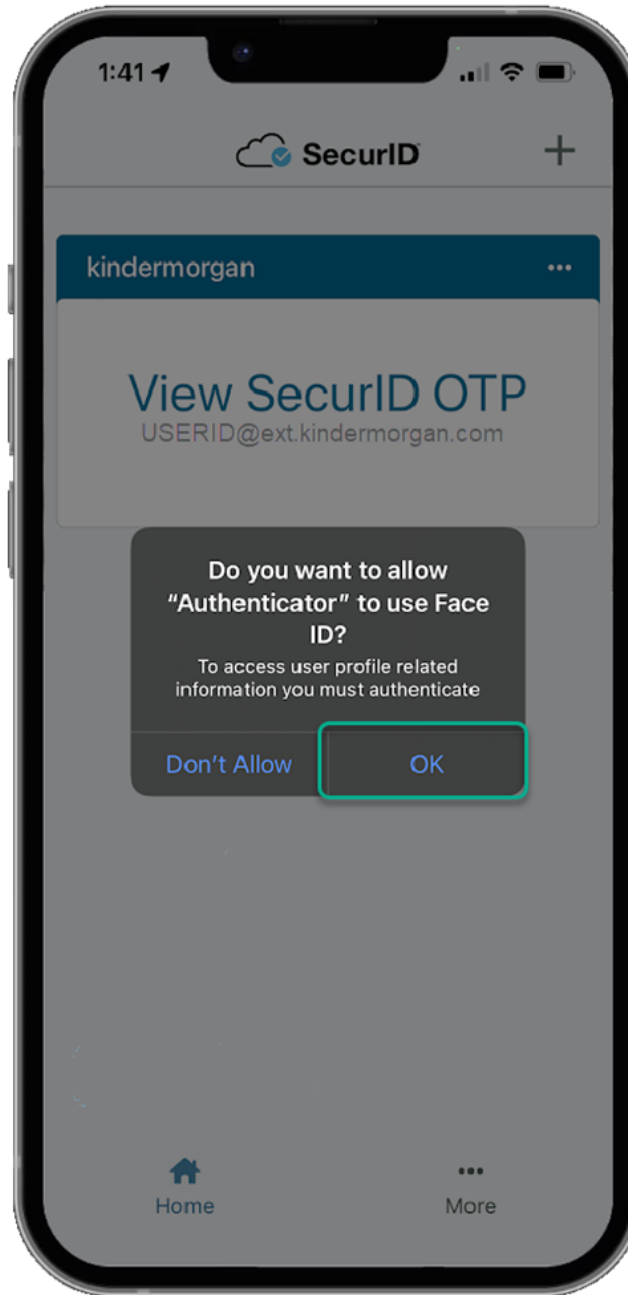 1:41
SecurID
+
kindermorgan
...
View SecurID OTP
USERID@ext.kindermorgan.com
Do you want to allow
“Authenticator” to use Face
ID?
To access user profile related
information you must authenticate
Don't Allow
OK
...
Home
More